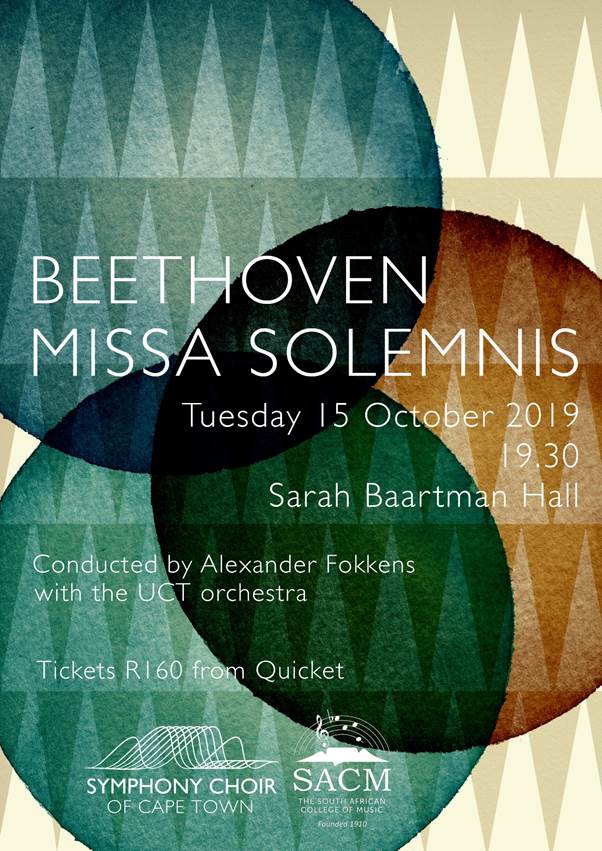 BEETHOVEN
MISSA SOLEMNIS
Tuesday 15 October 2019
19.30
Sarah Baartman Hall
Conducted by Alexander Fokkens
with the UCT orchestra
Tickets R160 from Quicket
SYMPHONY CHOIR
OF CAPE TOWN
SACM
THE SOUTH AFRICAN
COLLEGE OF MUSIC
Founded 1910